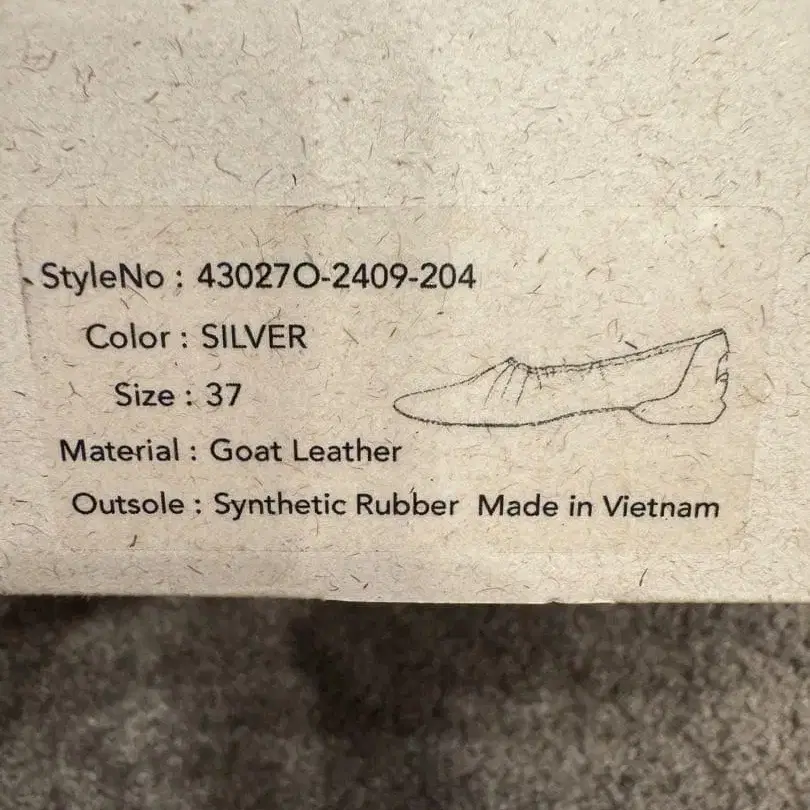 StyleNo : 43027O-2409-204
Color : SILVER
Size : 37
Material : Goat Leather
Outsole : Synthetic Rubber Made in Vietnam